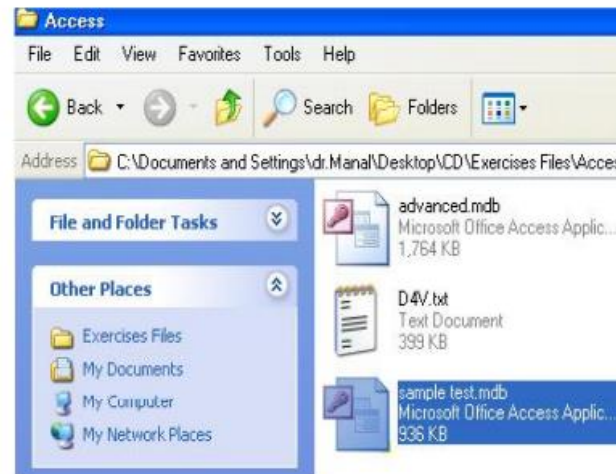 Access
File Edit View Favorites Tools Help
Back Search Folders
Address C:\Documents and Settings\dr.Manal\Desktop\CD\Exercises Files\Acces
File and Folder Tasks
Other Places
Exercises Files
My Documents
My Computer
My Network Places
advanced.mdb
Microsoft Office Access Applic...
1,764 KB
D4V.txt
Text Document
399 KB
sample test.mdb
Microsoft Office Access Applic...
936 KB